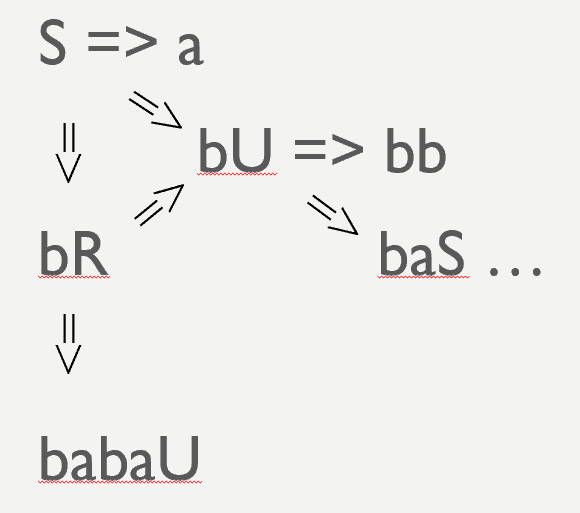 S => a
bU => bb
bR
baS ...
babaU